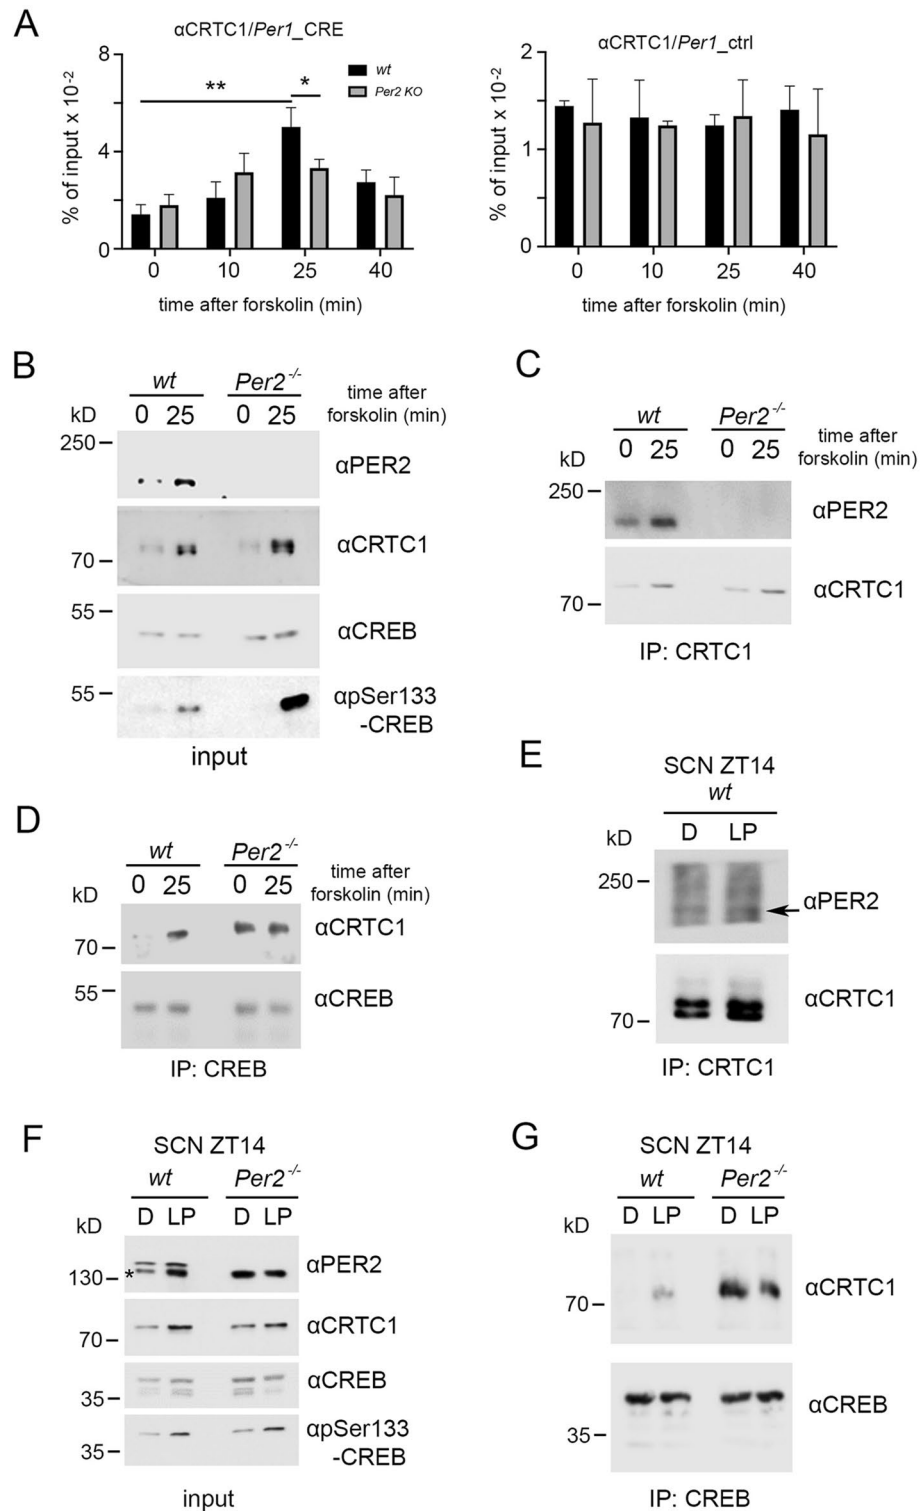 A
αCRTC1/Per1_CRE
% of input x 10-2
8
4
0
**
*
wt
Per2 KO
0 10 25 40
time after forskolin (min)
αCRTC1/Per1_ctrl
% of input x 10-2
2
1
0
0 10 25 40
time after forskolin (min)
B
wt Per2-/-
time after
kD 0 25 0 25 forskolin (min)
250
αPER2
αCRTC1
70
55
αCREB
55
αpSer133
-CREB
input
C
wt Per2-/-
0 25 0 25 time after
kD forskolin (min)
250
αPER2
αCRTC1
70
IP: CRTC1
D
wt Per2-/-
time after
kD 0 25 0 25 forskolin (min)
αCRTC1
70
55
αCREB
IP: CREB
E
SCN ZT14
wt
kD D LP
250
αPER2
αCRTC1
70
IP: CRTC1
F
SCN ZT14
wt Per2-/-
kD D LP D LP
αPER2
* 130
αCRTC1
70
αCREB
35
αpSer133
-CREB
35
input
G
SCN ZT14
wt Per2-/-
kD D LP D LP
αCRTC1
70
αCREB
35
IP: CREB